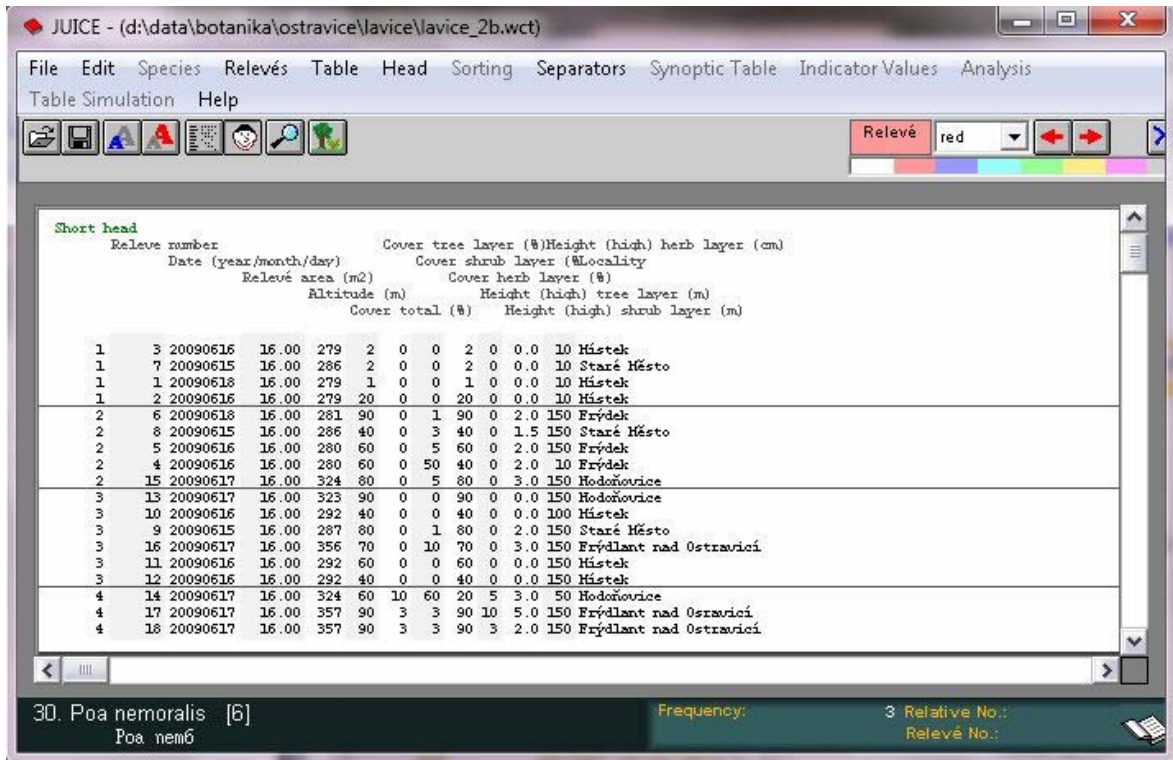 JUICE - (d:\data\botanika\ostravice\lavice\lavice_2b.wct)
File Edit Species Relevés Table Head Sorting Separators Synoptic Table Indicator Values Analysis
Table Simulation Help
Relevé red
Short head
Releve number Cover tree layer (%)Height (high) herb layer (cm)
Date (year/month/day) Cover shrub layer (%Locality
Relevé area (m2) Cover herb layer (%)
Altitude (m) Height (high) tree layer (m)
Cover total (%) Height (high) shrub layer (m)
1 3 20090616 16.00 279 2 0 0 2 0 0.0 10 Místek
1 7 20090615 16.00 286 2 0 0 2 0 0.0 10 Staré Město
1 1 20090618 16.00 279 1 0 0 1 0 0.0 10 Místek
1 2 20090616 16.00 279 20 0 0 20 0 0.0 10 Místek
2 6 20090618 16.00 281 90 0 1 90 0 2.0 150 Frýdek
2 8 20090615 16.00 286 40 0 3 40 0 1.5 150 Staré Město
2 5 20090616 16.00 280 60 0 5 60 0 2.0 150 Frýdek
2 4 20090616 16.00 280 60 0 50 40 0 2.0 10 Frýdek
2 15 20090617 16.00 324 80 0 5 80 0 3.0 150 Hodoňovice
3 13 20090617 16.00 323 90 0 0 90 0 0.0 150 Hodoňovice
3 10 20090616 16.00 292 40 0 0 40 0 0.0 100 Místek
3 9 20090615 16.00 287 80 0 1 80 0 2.0 150 Staré Město
3 16 20090617 16.00 356 70 0 10 70 0 3.0 150 Frýdlant nad Ostravicí
3 11 20090616 16.00 292 60 0 0 60 0 0.0 150 Místek
3 12 20090616 16.00 292 40 0 0 40 0 0.0 150 Místek
4 14 20090617 16.00 324 60 10 60 20 5 3.0 50 Hodoňovice
4 17 20090617 16.00 357 90 3 3 90 10 5.0 150 Frýdlant nad Osravicí
4 18 20090617 16.00 357 90 3 3 90 3 2.0 150 Frýdlant nad Ostravicí
30. Poa nemoralis [6] Frequency: 3 Relative No.:
Poa nem6 Relevé No.: